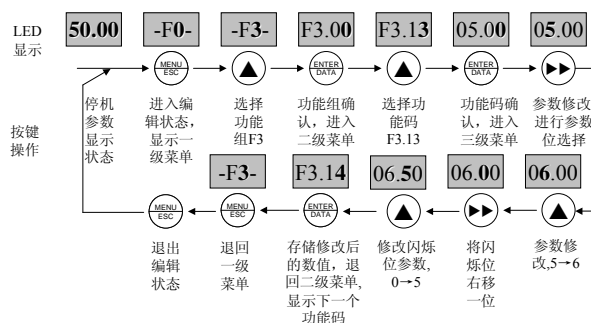 LED
显示
50.00
-F0-
-F3-
F3.00
F3.13
05.00
05.00
MENU
ESC
ENTER
DATA
ENTER
DATA
停机
参数
显示
状态
进入编
辑状态,
显示一
级菜单
选择
功能
组F3
功能组确
认，进入
二级菜单
选择功
能码
F3.13
功能码确
认，进入
三级菜单
参数修改
进行参数
位选择
按键
操作
-F3-
F3.14
06.50
06.00
06.00
MENU
ESC
MENU
ESC
ENTER
DATA
退出
编辑
状态
退回
一级
菜单
存储修改后
的数值，退
回二级菜单,
显示下一个
功能码
修改闪烁
位参数,
0→5
将闪
烁位
右移
一位
参数修
改,5→6